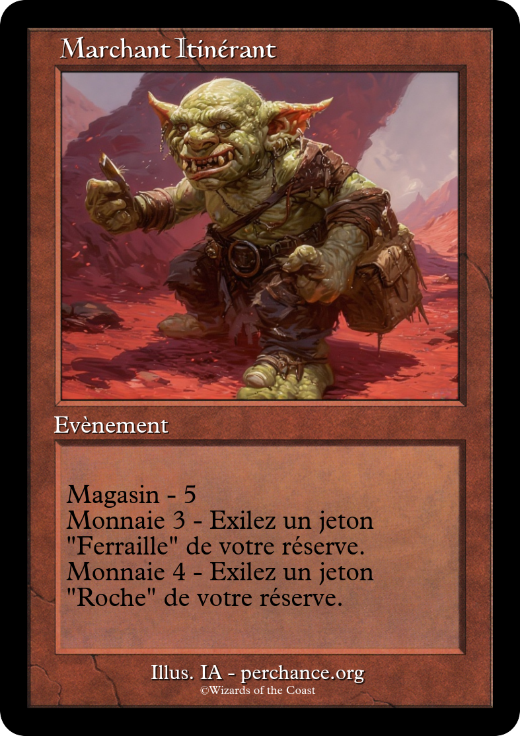 Marchant Itinérant
Evènement
Magasin - 5
Monnaie 3 - Exilez un jeton
"Ferraille" de votre réserve.
Monnaie 4 - Exilez un jeton
"Roche" de votre réserve.
Illus. IA - perchance.org
©Wizards of the Coast